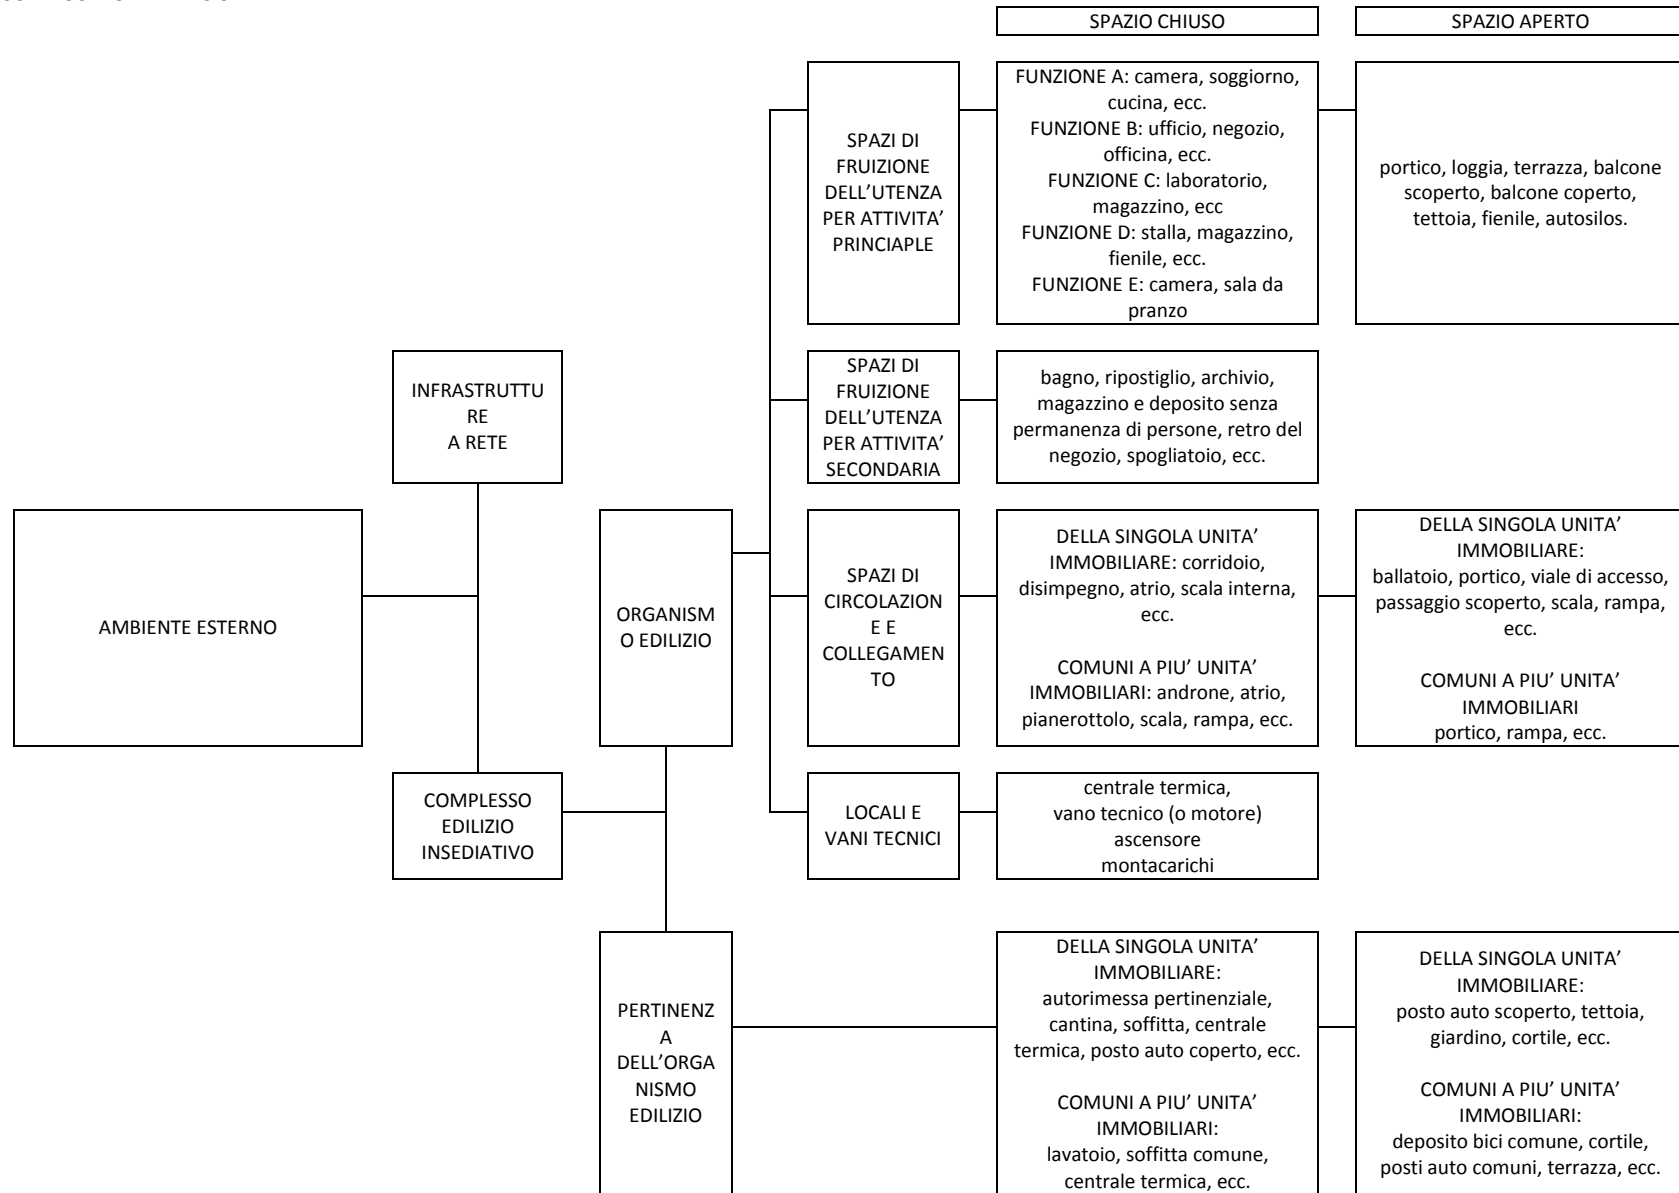 SPAZIO CHIUSO
SPAZIO APERTO
SPAZI DI
FRUIZIONE
DELL’UTENZA
PER ATTIVITA’
PRINCIAPLE
FUNZIONE A: camera, soggiorno,
cucina, ecc.
FUNZIONE B: ufficio, negozio,
officina, ecc.
FUNZIONE C: laboratorio,
magazzino, ecc
FUNZIONE D: stalla, magazzino,
fienile, ecc.
FUNZIONE E: camera, sala da
pranzo
portico, loggia, terrazza, balcone
scoperto, balcone coperto,
tettoia, fienile, autosilos.
INFRASTRUTTU
RE
A RETE
SPAZI DI
FRUIZIONE
DELL’UTENZA
PER ATTIVITA’
SECONDARIA
bagno, ripostiglio, archivio,
magazzino e deposito senza
permanenza di persone, retro del
negozio, spogliatoio, ecc.
AMBIENTE ESTERNO
ORGANISM
O EDILIZIO
SPAZI DI
CIRCOLAZION
E E
COLLEGAMEN
TO
DELLA SINGOLA UNITA’
IMMOBILIARE: corridoio,
disimpegno, atrio, scala interna,
ecc.
COMUNI A PIU’ UNITA’
IMMOBILIARI: androne, atrio,
pianerottolo, scala, rampa, ecc.
DELLA SINGOLA UNITA’
IMMOBILIARE:
ballatoio, portico, viale di accesso,
passaggio scoperto, scala, rampa,
ecc.
COMUNI A PIU’ UNITA’
IMMOBILIARI
portico, rampa, ecc.
COMPLESSO
EDILIZIO
INSEDIATIVO
LOCALI E
VANI TECNICI
centrale termica,
vano tecnico (o motore)
ascensore
montacarichi
PERTINENZ
A
DELL’ORGA
NISMO
EDILIZIO
DELLA SINGOLA UNITA’
IMMOBILIARE:
autorimessa pertinenziale,
cantina, soffitta, centrale
termica, posto auto coperto, ecc.
COMUNI A PIU’ UNITA’
IMMOBILIARI:
lavatoio, soffitta comune,
centrale termica, ecc.
DELLA SINGOLA UNITA’
IMMOBILIARE:
posto auto scoperto, tettoia,
giardino, cortile, ecc.
COMUNI A PIU’ UNITA’
IMMOBILIARI:
deposito bici comune, cortile,
posti auto comuni, terrazza, ecc.